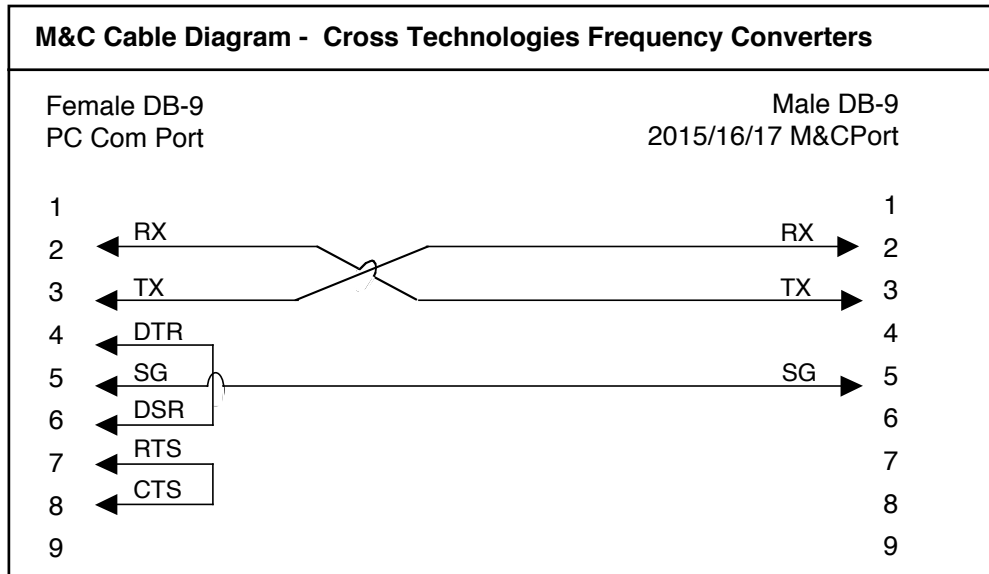 M&C Cable Diagram - Cross Technologies Frequency Converters
Female DB-9
PC Com Port
Male DB-9
2015/16/17 M&CPort
1 1
2 RX RX 2
3 TX TX 3
4 DTR 4
5 SG SG 5
6 DSR 6
7 RTS 7
8 CTS 8
9 9